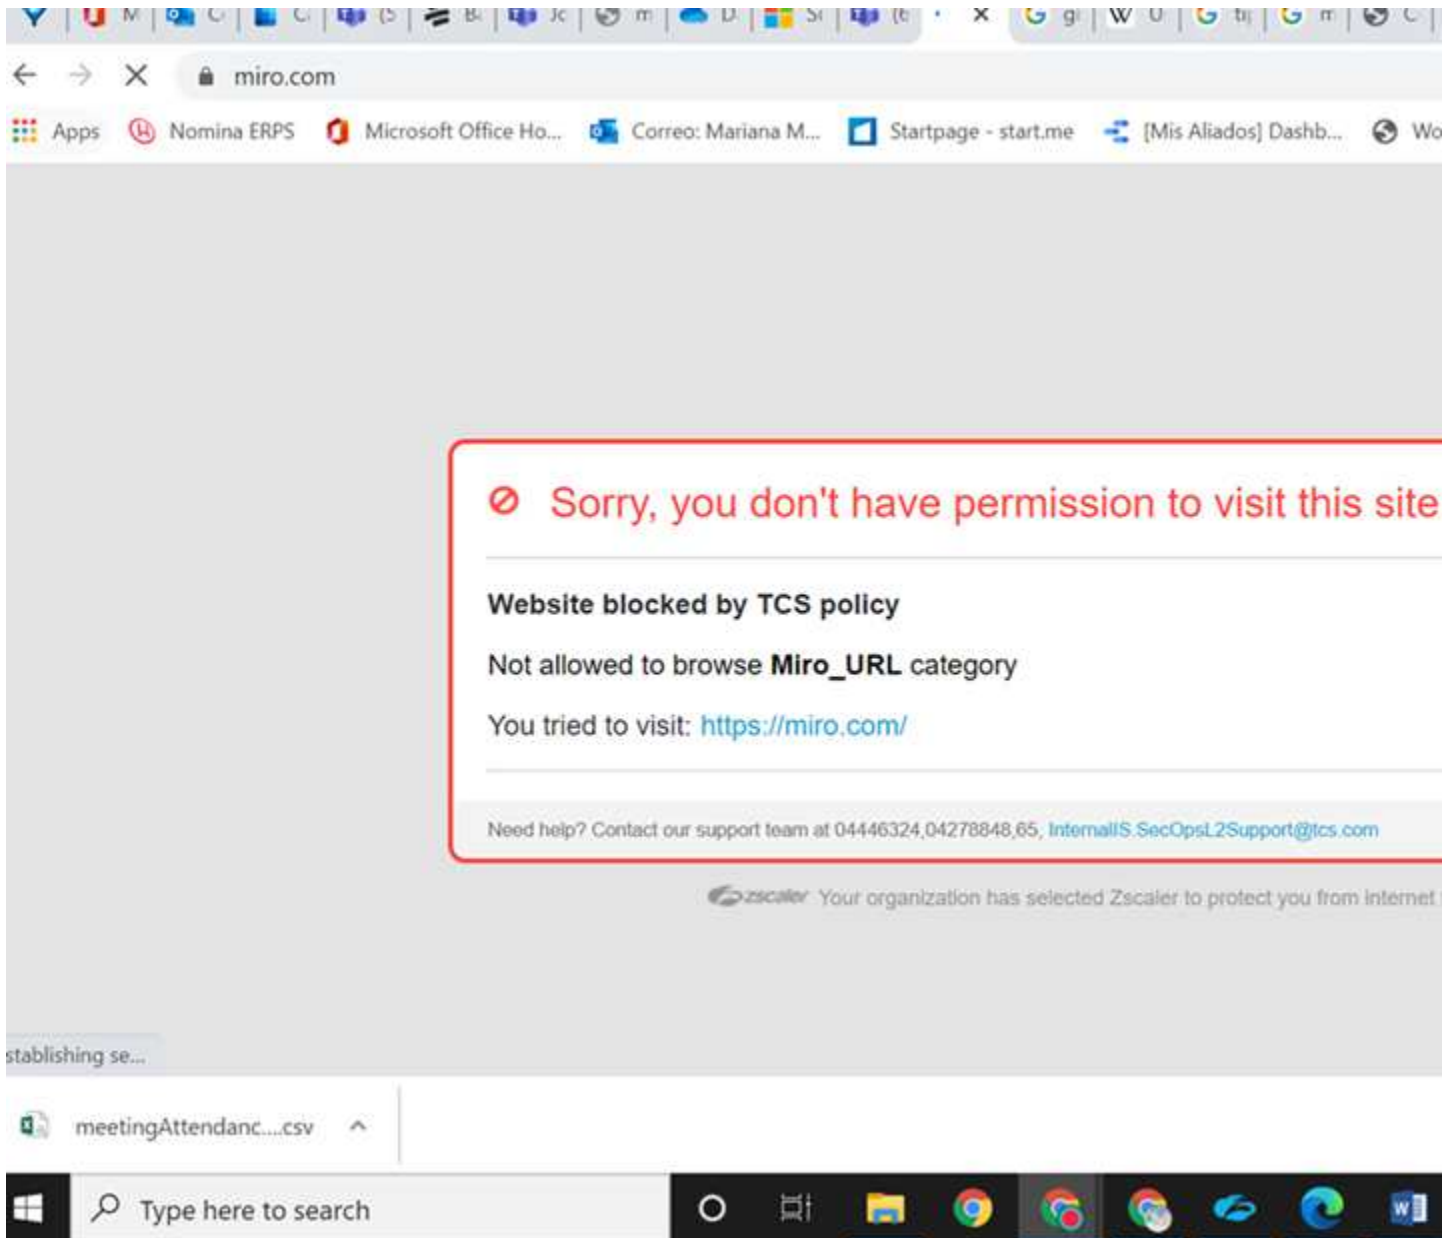 M
(5
W
miro.com
Apps Nomina ERPS Microsoft Office Ho... Correo: Mariana M... Startpage - start.me [Mis Aliados] Dashb... Wo
Sorry, you don't have permission to visit this site
Website blocked by TCS policy
Not allowed to browse Miro_URL category
You tried to visit: https://miro.com/
Need help? Contact our support team at 04446324,04278848,65, InternalIS.SecOpsL2Support@tcs.com
zscaler Your organization has selected Zscaler to protect you from internet
stablishing se...
meetingAttendanc....csv
Type here to search